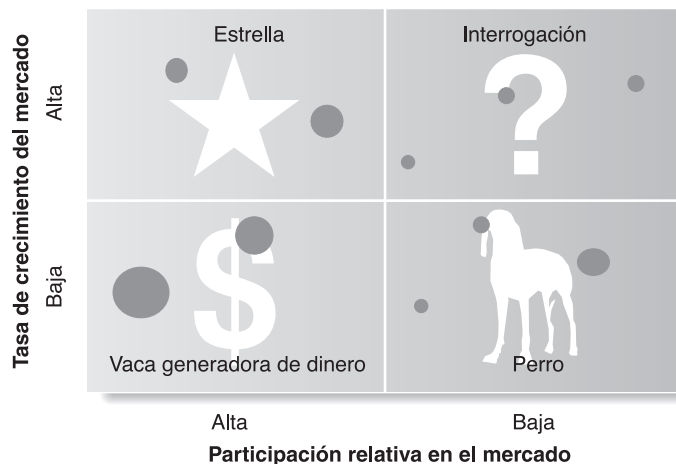 Estrella
Interrogación
Tasa de crecimiento del mercado
Alta
Baja
Vaca generadora de dinero
Perro
Alta
Baja
Participación relativa en el mercado